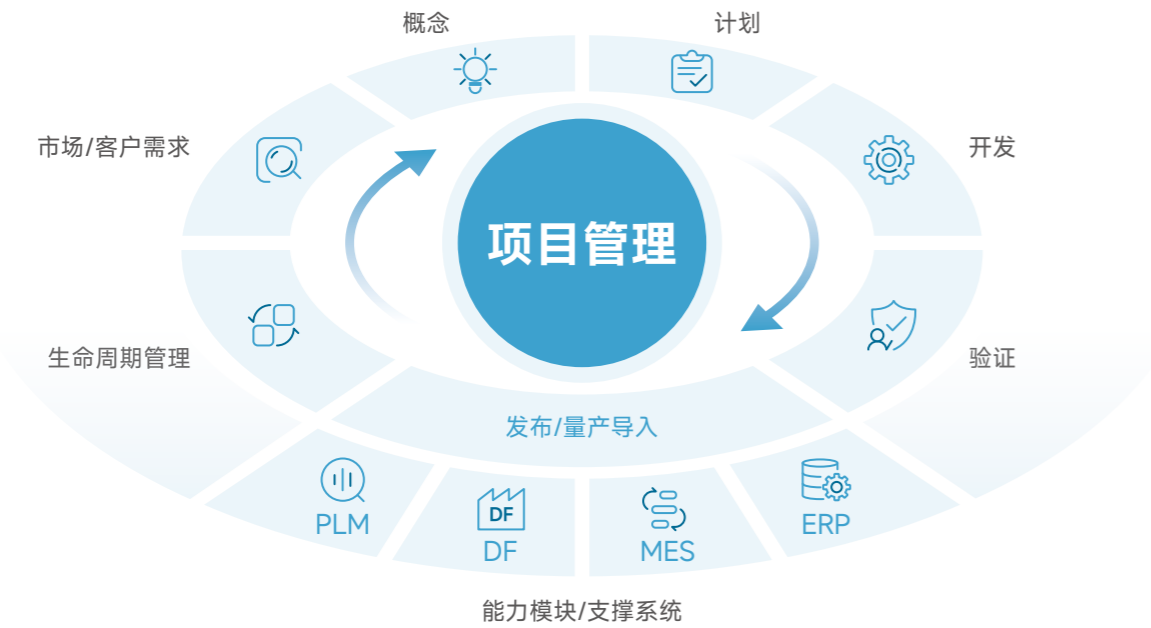 概念
计划
市场/客户需求
开发
项目管理
生命周期管理
验证
发布/量产导入
PLM
DF
DF
MES
ERP
能力模块/支撑系统